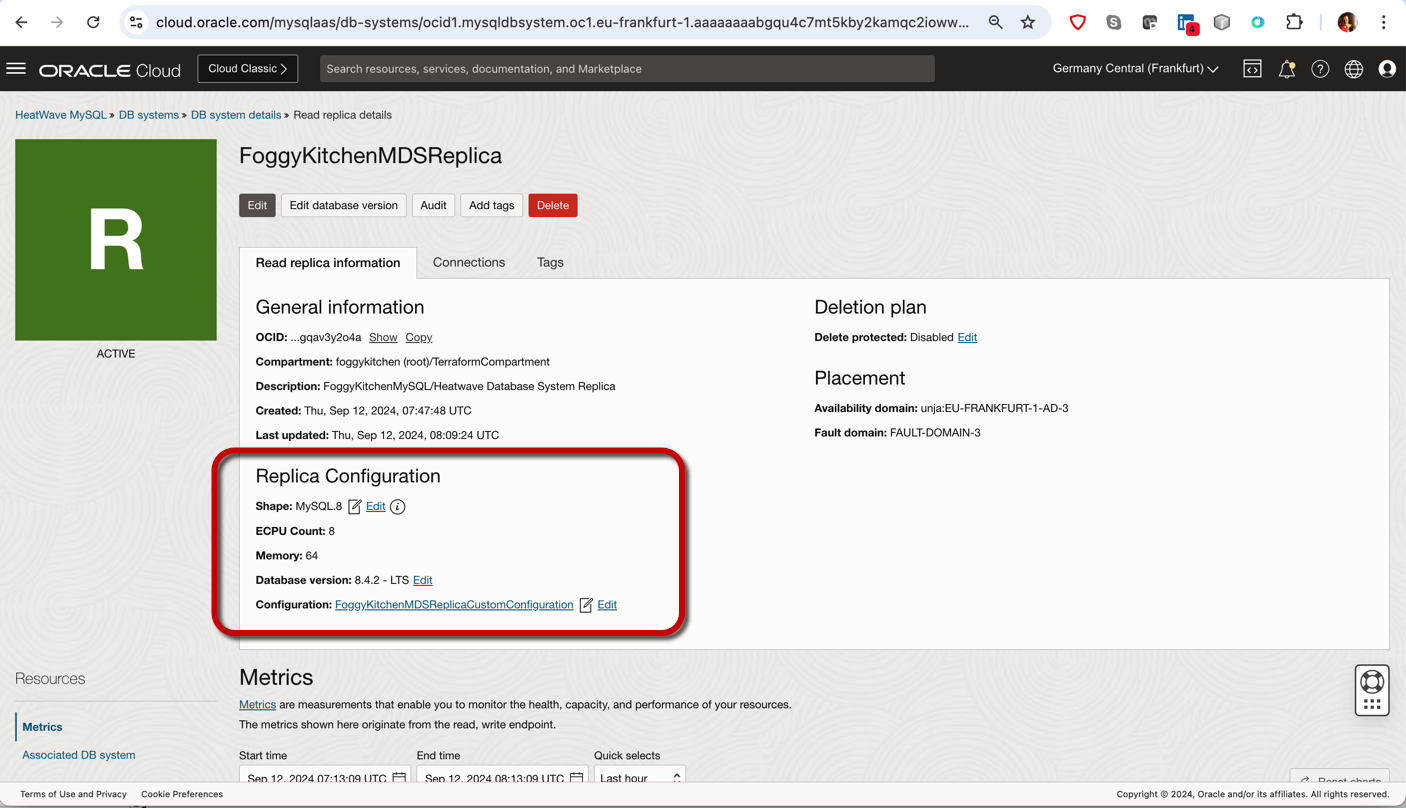 cloud.oracle.com/mysqlaas/db-systems/ocid1.mysqldbsystem.oc1.eu-frankfurt-1.aaaaaaaabgqu4c7mt5kby2kamqc2ioww...
4
ORACLE Cloud
Cloud Classic
Search resources, services, documentation, and Marketplace
Germany Central (Frankfurt)
HeatWave MySQL » DB systems » DB system details » Read replica details
R
ACTIVE
FoggyKitchenMDSReplica
Edit
Edit database version
Audit
Add tags
Delete
Read replica information
Connections
Tags
General information
OCID: ...gqav3y2o4a Show Copy
Compartment: foggykitchen (root)/TerraformCompartment
Description: FoggyKitchenMySQL/Heatwave Database System Replica
Created: Thu, Sep 12, 2024, 07:47:48 UTC
Last updated: Thu, Sep 12, 2024, 08:09:24 UTC
Replica Configuration
Shape: MySQL.8 Edit
ECPU Count: 8
Memory: 64
Database version: 8.4.2 - LTS Edit
Configuration: FoggyKitchenMDSReplicaCustomConfiguration Edit
Deletion plan
Delete protected: Disabled Edit
Placement
Availability domain: unja:EU-FRANKFURT-1-AD-3
Fault domain: FAULT-DOMAIN-3
Resources
Metrics
Associated DB system
Metrics
Metrics are measurements that enable you to monitor the health, capacity, and performance of your resources.
The metrics shown here originate from the read, write endpoint.
Start time
End time
Quick selects
Sep 12, 2024 07:13:09 UTC
Sep 12, 2024 08:13:09 UTC
Last hour
Reset charts
Terms of Use and Privacy
Cookie Preferences
Copyright © 2024, Oracle and/or its affiliates. All rights reserved.